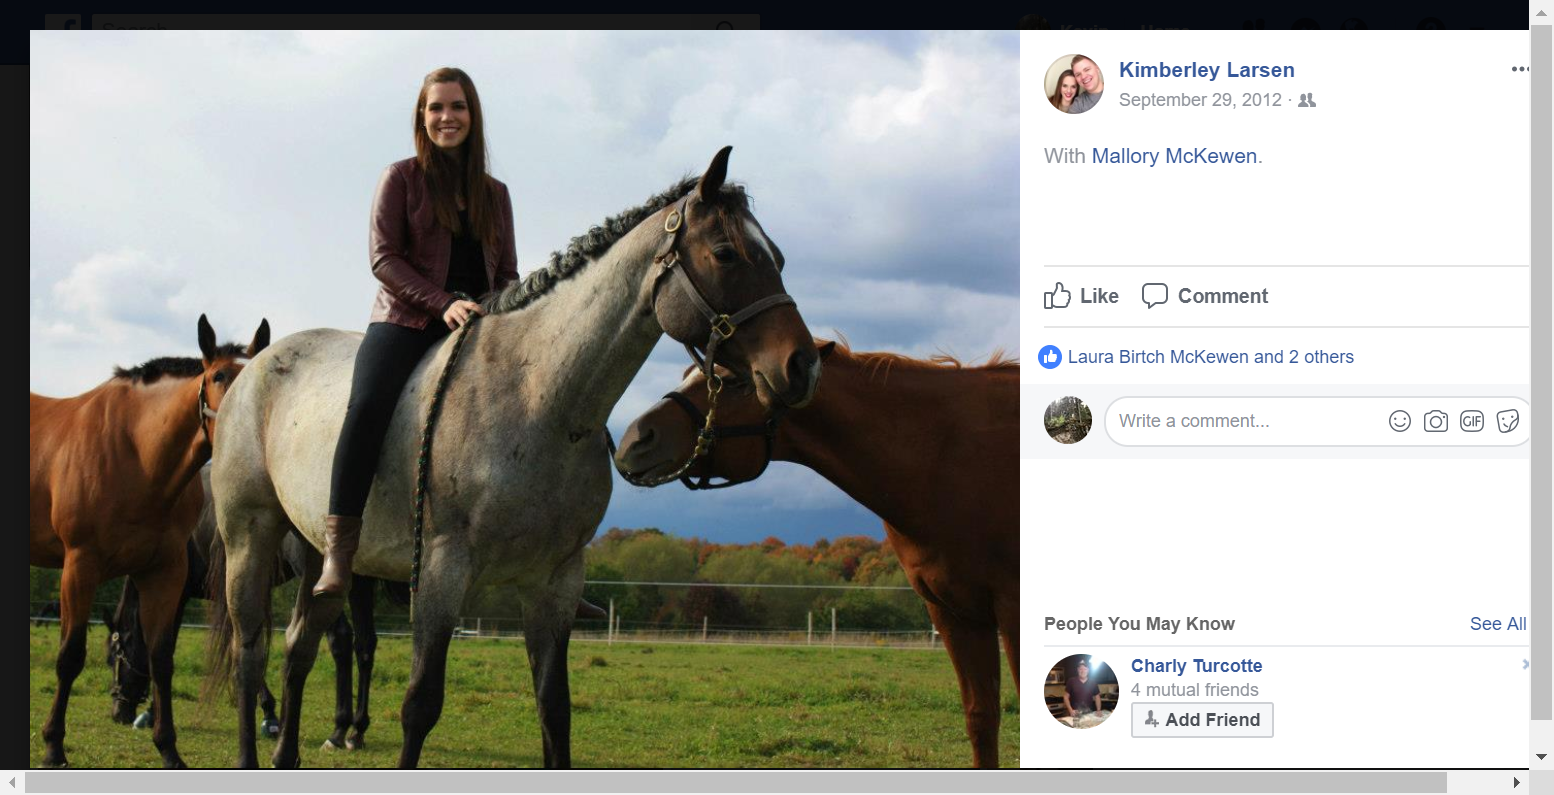 Search
Kimberley Larsen
September 29, 2012 ·
With Mallory McKewen.
Like
Comment
Laura Birtch McKewen and 2 others
Write a comment...
GIF
People You May Know
See All
Charly Turcotte
4 mutual friends
Add Friend